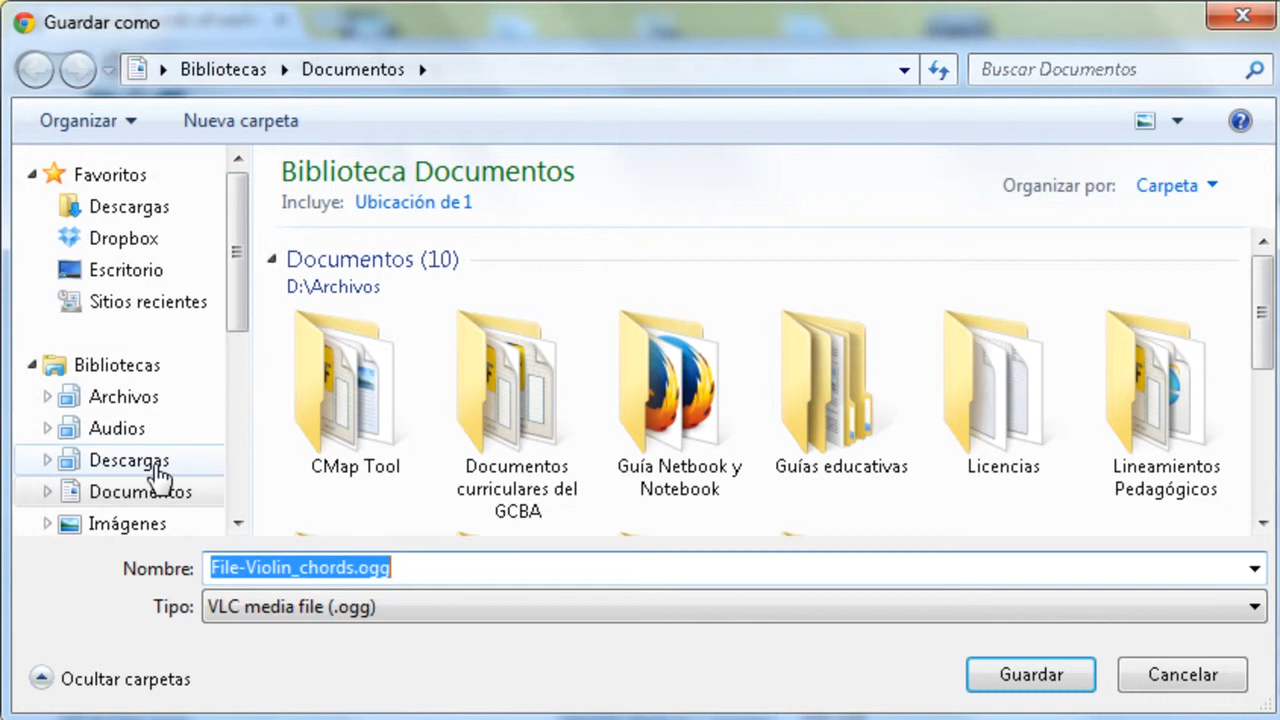 Guardar como
Bibliotecas Documentos
Buscar Documentos
Organizar
Nueva carpeta
Favoritos
Descargas
Dropbox
Escritorio
Sitios recientes
Bibliotecas
Archivos
Audios
Descargas
Documentos
Imágenes
Biblioteca Documentos
Incluye: Ubicación de 1
Organizar por: Carpeta
Documentos (10)
D:\Archivos
CMap Tool
Documentos
curriculares del
GCBA
Guía Netbook y
Notebook
Guías educativas
Licencias
Lineamientos
Pedagógicos
Nombre: File-Violin_chords.ogg
Tipo: VLC media file (.ogg)
Ocultar carpetas
Guardar
Cancelar